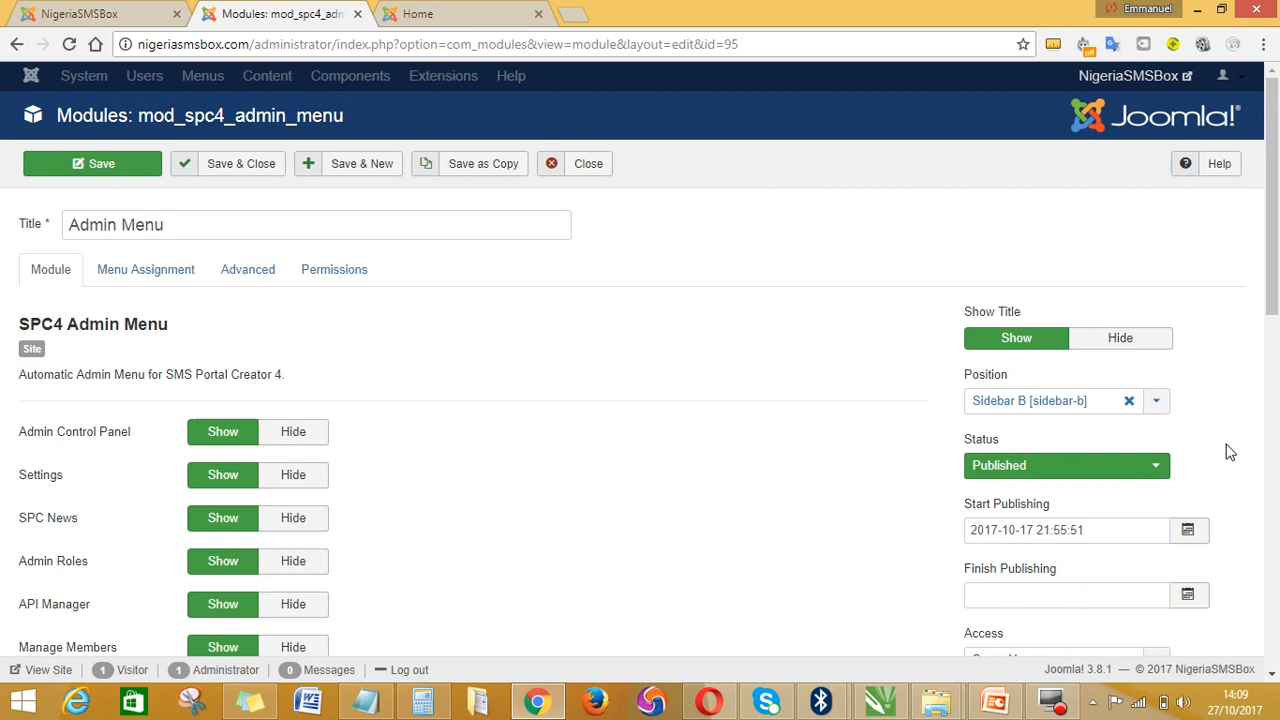 NigeriaSMSBox
Modules: mod_spc4_adm
Home
Emmanuel
nigeriasmsbox.com/administrator/index.php?option=com_modules&view=module&layout=edit&id=95
off
System Users Menus Content Components Extensions Help
NigeriaSMSBox
Modules: mod_spc4_admin_menu
Joomla!®
Save
Save & Close
Save & New
Save as Copy
Close
Help
Title *
Admin Menu
Module
Menu Assignment
Advanced
Permissions
SPC4 Admin Menu
Site
Automatic Admin Menu for SMS Portal Creator 4.
Admin Control Panel Show Hide
Settings Show Hide
SPC News Show Hide
Admin Roles Show Hide
API Manager Show Hide
Manage Members Show Hide
Show Title
Show Hide
Position
Sidebar B [sidebar-b]
Status
Published
Start Publishing
2017-10-17 21:55:51
Finish Publishing
Access
View Site
1 Visitor
1 Administrator
0 Messages
Log out
Joomla! 3.8.1 — © 2017 NigeriaSMSBox
14:09
27/10/2017